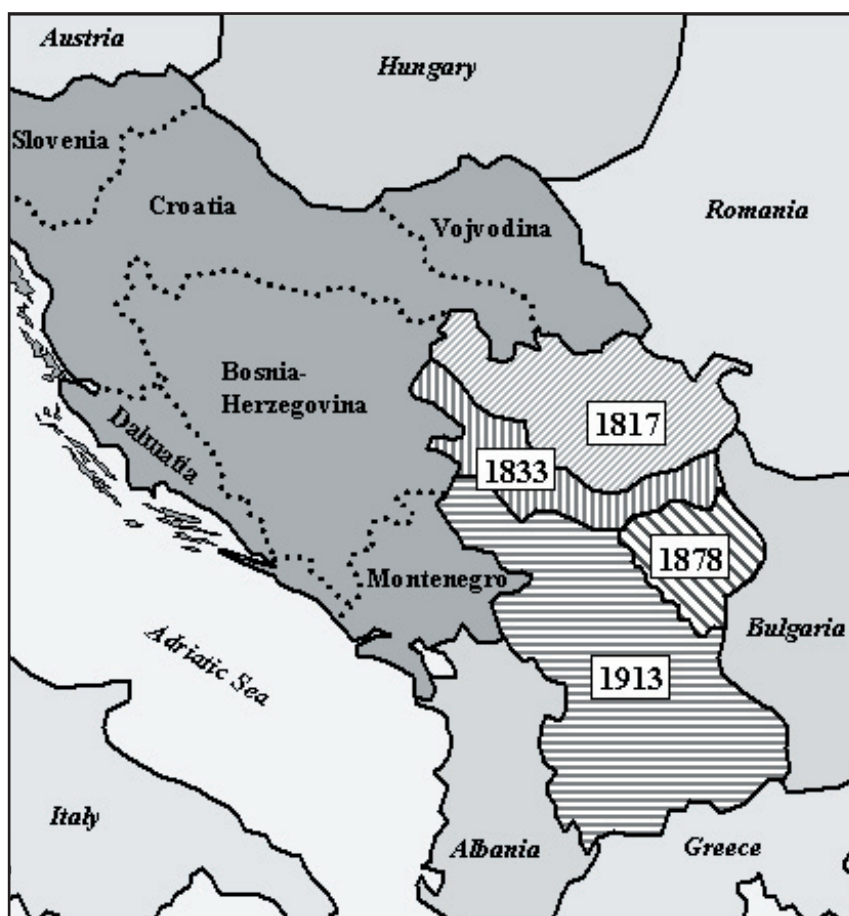 Austria
Hungary
Slovenia
Croatia
Vojvodina
Romania
Bosnia-
Herzegovina
Dalmatia
1817
1833
1878
Montenegro
Bulgaria
Adriatic Sea
1913
Italy
Albania
Greece